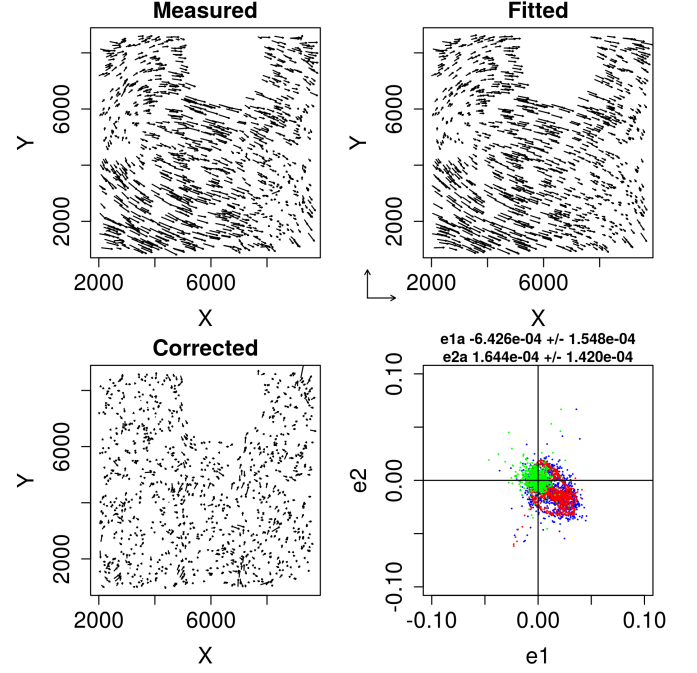 Measured
Y
6000
2000
2000 6000
X
Fitted
Y
6000
2000
2000 6000
X
Corrected
Y
6000
2000
2000 6000
X
e1a -6.426e-04 +/- 1.548e-04
e2a 1.644e-04 +/- 1.420e-04
e2
0.10
0.00
-0.10
-0.10 0.00 0.10
e1